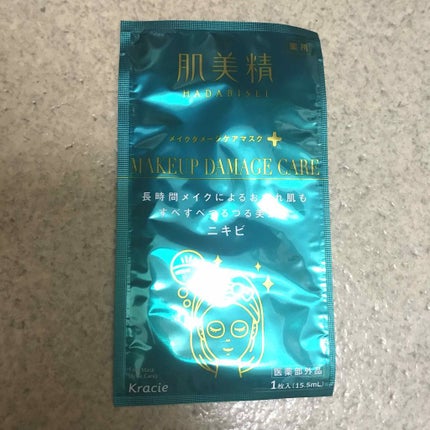 薬用
肌美精
HADABISEI
メイクダメージケアマスク
MAKEUP DAMAGE CARE
長時間メイクによるお疲れ肌も
すべすべつるつる美
ニキビ
Kracie
医薬部外品
1枚入(15.5mL)